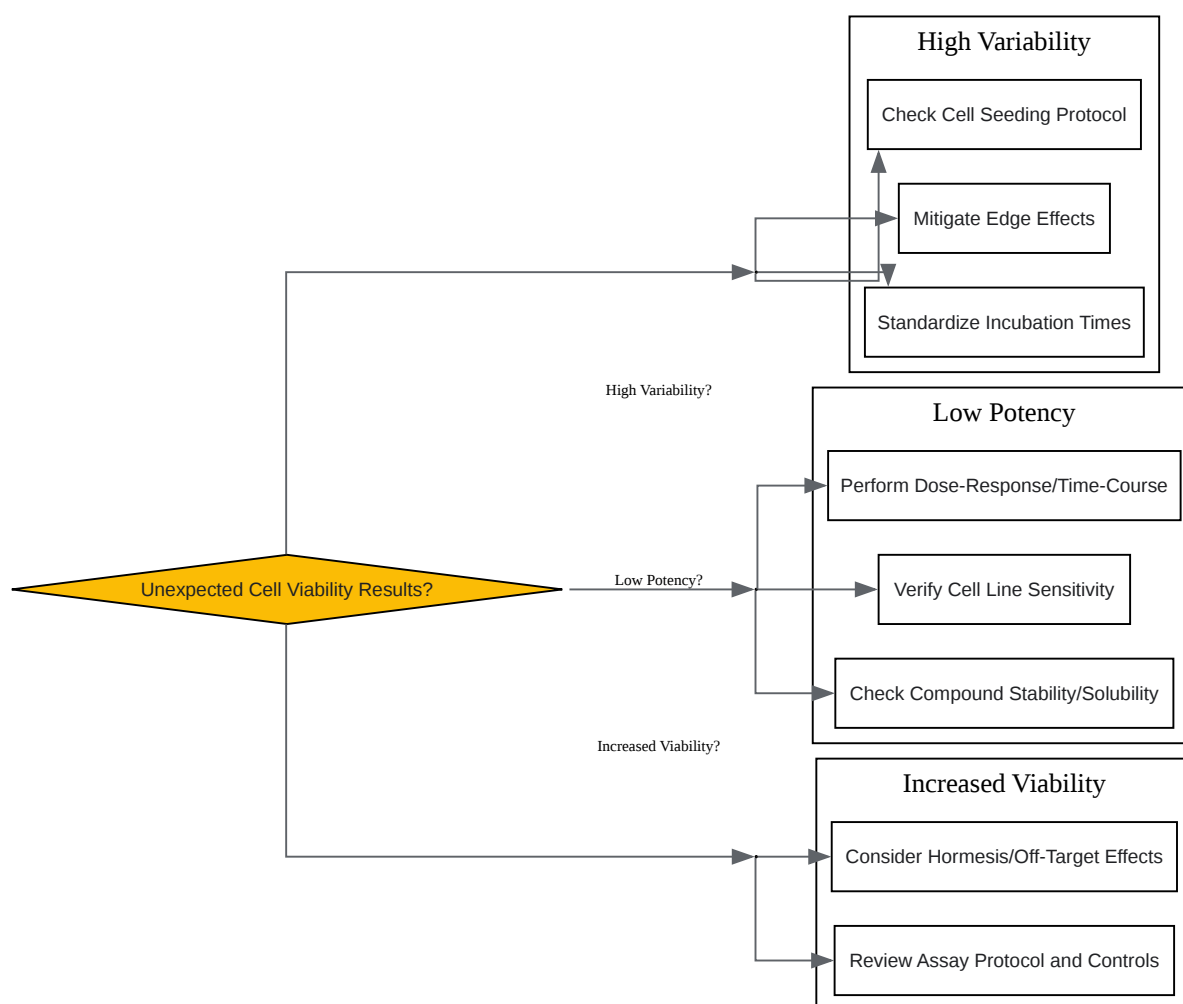 High Variability
Check Cell Seeding Protocol
Mitigate Edge Effects
Standardize Incubation Times
High Variability?
Low Potency
Perform Dose-Response/Time-Course
Unexpected Cell Viability Results?
Low Potency?
Verify Cell Line Sensitivity
Check Compound Stability/Solubility
Increased Viability?
Increased Viability
Consider Hormesis/Off-Target Effects
Review Assay Protocol and Controls